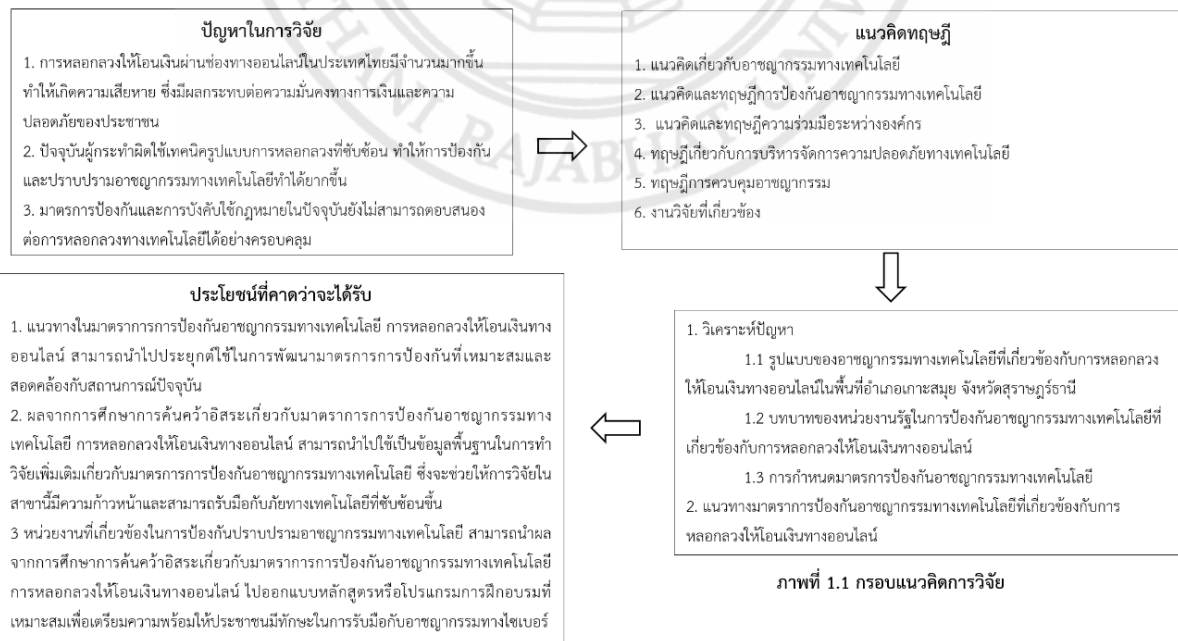 ปัญหาในการวิจัย
1. การหลอกลวงให้โอนเงินผ่านช่องทางออนไลน์ในประเทศไทยมีจำนวนมากขึ้น
ทำให้เกิดความเสียหาย ซึ่งมีผลกระทบต่อความมั่นคงทางการเงินและความ
ปลอดภัยของประชาชน
2. ปัจจุบันผู้กระทำผิดใช้เทคนิครูปแบบการหลอกลวงที่ซับซ้อน ทำให้การป้องกัน
และปราบปรามอาชญากรรมทางเทคโนโลยีทำได้ยากขึ้น
3. มาตรการป้องกันและการบังคับใช้กฎหมายในปัจจุบันยังไม่สามารถตอบสนอง
ต่อการหลอกลวงทางเทคโนโลยีได้อย่างครอบคลุม
แนวคิดทฤษฎี
1. แนวคิดเกี่ยวกับอาชญากรรมทางเทคโนโลยี
2. แนวคิดและทฤษฎีการป้องกันอาชญากรรมทางเทคโนโลยี
3. แนวคิดและทฤษฎีความร่วมมือระหว่างองค์กร
4. ทฤษฎีเกี่ยวกับการบริหารจัดการความปลอดภัยทางเทคโนโลยี
5. ทฤษฎีการควบคุมอาชญากรรม
6. งานวิจัยที่เกี่ยวข้อง
1. วิเคราะห์ปัญหา
1.1 รูปแบบของอาชญากรรมทางเทคโนโลยีที่เกี่ยวข้องกับการหลอกลวง
ให้โอนเงินทางออนไลน์ในพื้นที่อำเภอเกาะสมุย จังหวัดสุราษฎร์ธานี
1.2 บทบาทของหน่วยงานรัฐในการป้องกันอาชญากรรมทางเทคโนโลยีที่
เกี่ยวข้องกับการหลอกลวงให้โอนเงินทางออนไลน์
1.3 การกำหนดมาตรการป้องกันอาชญากรรมทางเทคโนโลยี
2. แนวทางมาตรการป้องกันอาชญากรรมทางเทคโนโลยีที่เกี่ยวข้องกับการ
หลอกลวงให้โอนเงินทางออนไลน์
ประโยชน์ที่คาดว่าจะได้รับ
1. แนวทางในมาตราการการป้องกันอาชญากรรมทางเทคโนโลยี การหลอกลวงให้โอนเงินทาง
ออนไลน์ สามารถนำไปประยุกต์ใช้ในการพัฒนามาตรการการป้องกันที่เหมาะสมและ
สอดคล้องกับสถานการณ์ปัจจุบัน
2. ผลจากการศึกษาการค้นคว้าอิสระเกี่ยวกับมาตราการการป้องกันอาชญากรรมทาง
เทคโนโลยี การหลอกลวงให้โอนเงินทางออนไลน์ สามารถนำไปใช้เป็นข้อมูลพื้นฐานในการทำ
วิจัยเพิ่มเติมเกี่ยวกับมาตราการการป้องกันอาชญากรรมทางเทคโนโลยี ซึ่งจะช่วยให้การวิจัยใน
สาขานี้มีความก้าวหน้าและสามารถรับมือกับภัยทางเทคโนโลยีที่ซับซ้อนขึ้น
3 หน่วยงานที่เกี่ยวข้องในการป้องกันปราบปรามอาชญากรรมทางเทคโนโลยี สามารถนำผล
จากการศึกษาการค้นคว้าอิสระเกี่ยวกับมาตราการการป้องกันอาชญากรรมทางเทคโนโลยี
การหลอกลวงให้โอนเงินทางออนไลน์ ไปออกแบบหลักสูตรหรือโปรแกรมการฝึกอบรมที่
เหมาะสมเพื่อเตรียมความพร้อมให้ประชาชนมีทักษะในการรับมือกับอาชญากรรมทางไซเบอร์
ภาพที่ 1.1 กรอบแนวคิดการวิจัย
THANI RAJABHAT UNIV